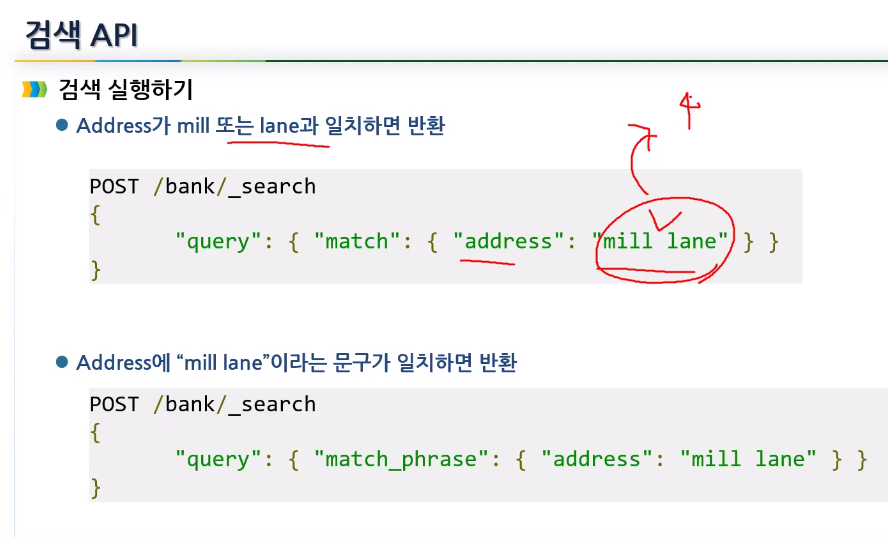 검색 API
검색 실행하기
Address가 mill 또는 lane과 일치하면 반환
POST /bank/_search
{
"query": { "match": { "address": "mill lane" } }
}
Address에 “mill lane”이라는 문구가 일치하면 반환
POST /bank/_search
{
"query": { "match_phrase": { "address": "mill lane" } }
}